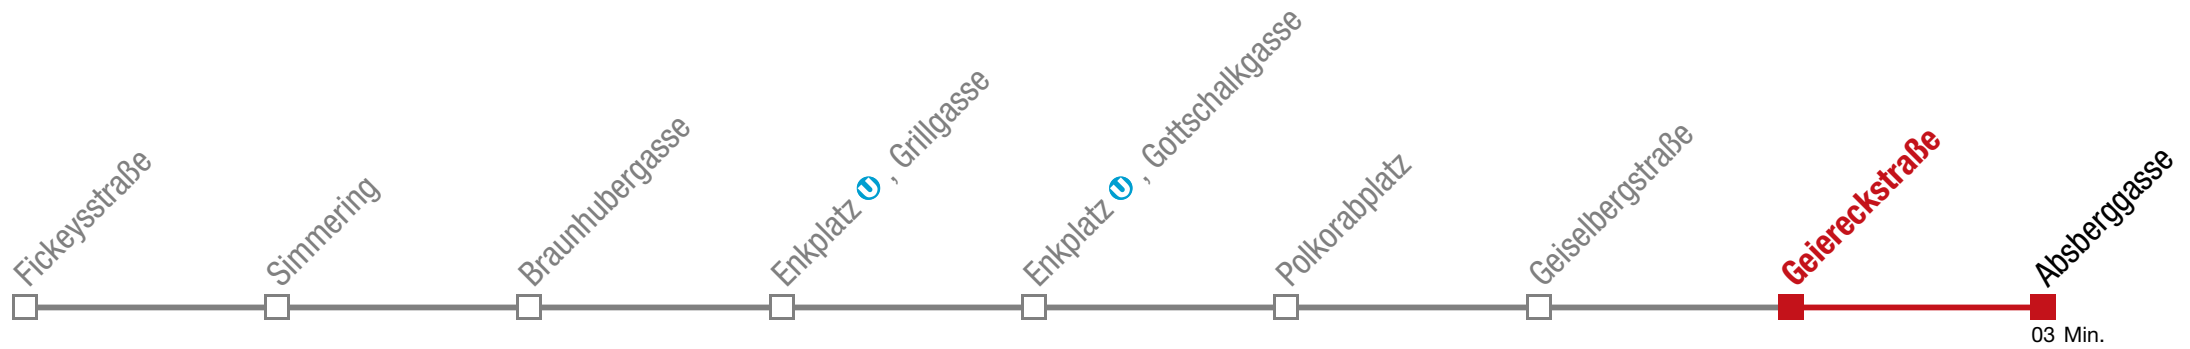 Fickeysstraße
Simmering
Braunhubergasse
Enkplatz U , Grillgasse
Enkplatz U , Gottschalkgasse
Polkorabplatz
Geiselbergstraße
Geiereckstraße
Absberggasse
03 Min.